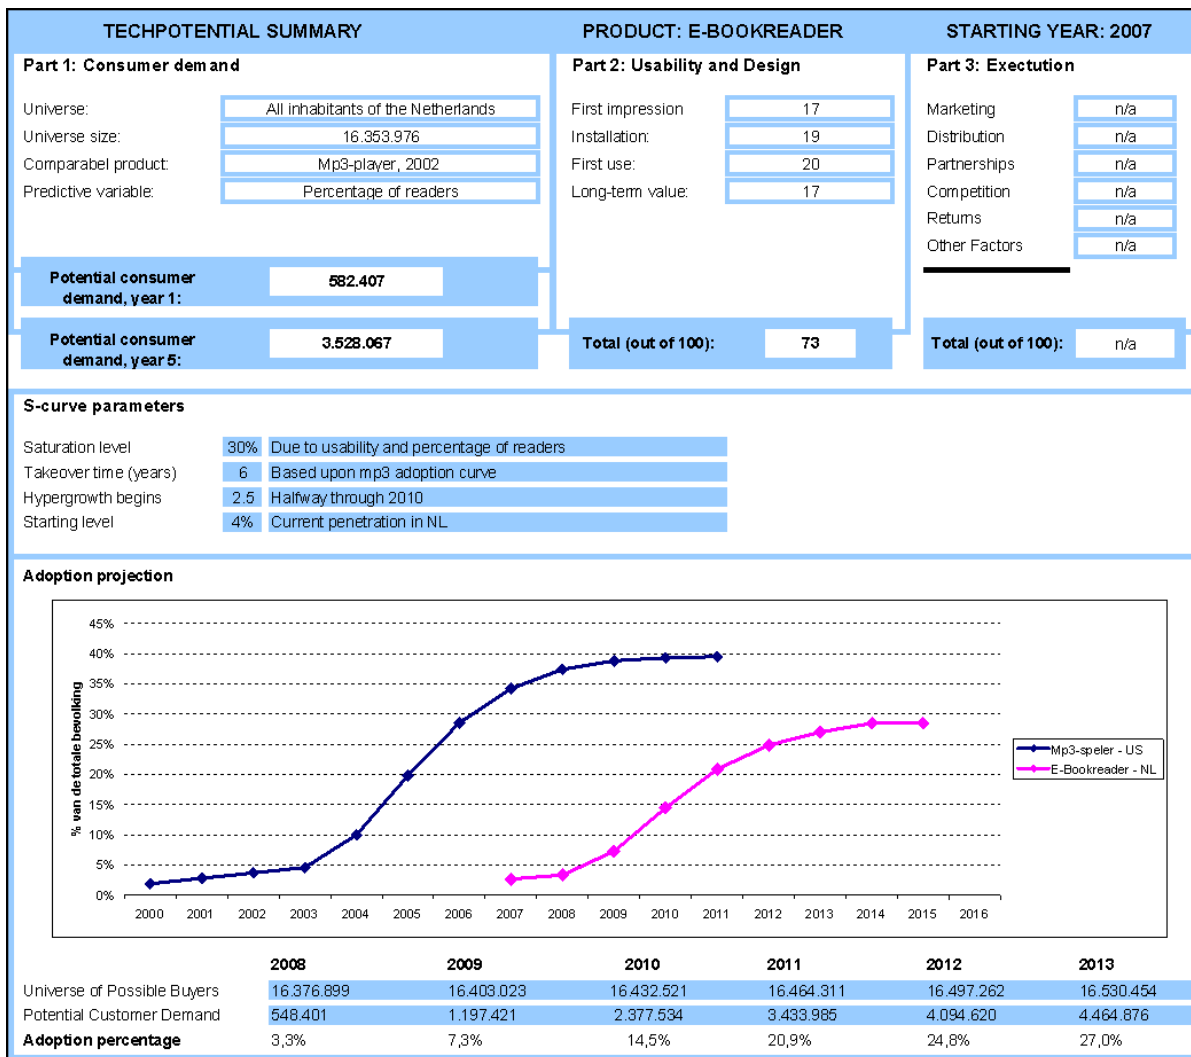 TECHPOTENTIAL SUMMARY PRODUCT: E-BOOKREADER STARTING YEAR: 2007
Part 1: Consumer demand Part 2: Usability and Design Part 3: Exectution
Universe: All inhabitants of the Netherlands First impression 17 Marketing n/a
Universe size: 16.353.976 Installation: 19 Distribution n/a
Comparabel product: Mp3-player, 2002 First use: 20 Partnerships n/a
Predictive variable: Percentage of readers Long-term value: 17 Competition n/a
Returns n/a
Other Factors n/a
Potential consumer
demand, year 1: 582.407
Potential consumer
demand, year 5: 3.528.067 Total (out of 100): 73 Total (out of 100): n/a
S-curve parameters
Saturation level 30% Due to usability and percentage of readers
Takeover time (years) 6 Based upon mp3 adoption curve
Hypergrowth begins 2.5 Halfway through 2010
Starting level 4% Current penetration in NL
Adoption projection
% van de totale bevolking
45%
40%
35%
30%
25%
20%
15%
10%
5%
0%
2000 2001 2002 2003 2004 2005 2006 2007 2008 2009 2010 2011 2012 2013 2014 2015 2016
Mp3-speler - US
E-Bookreader - NL
2008 2009 2010 2011 2012 2013
Universe of Possible Buyers 16.376.899 16.403.023 16.432.521 16.464.311 16.497.262 16.530.454
Potential Customer Demand 548.401 1.197.421 2.377.534 3.433.985 4.094.620 4.464.876
Adoption percentage 3,3% 7,3% 14,5% 20,9% 24,8% 27,0%